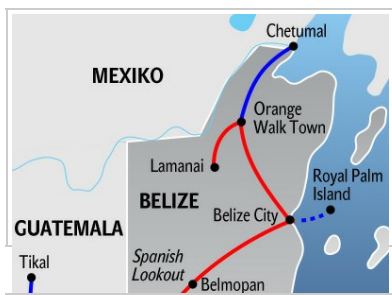 Chetumal
MEXIKO
Orange
Walk Town
Lamanai
Royal Palm
Island
BELIZE
Belize City
GUATEMALA
Tikal
Spanish
Lookout
Belmopan